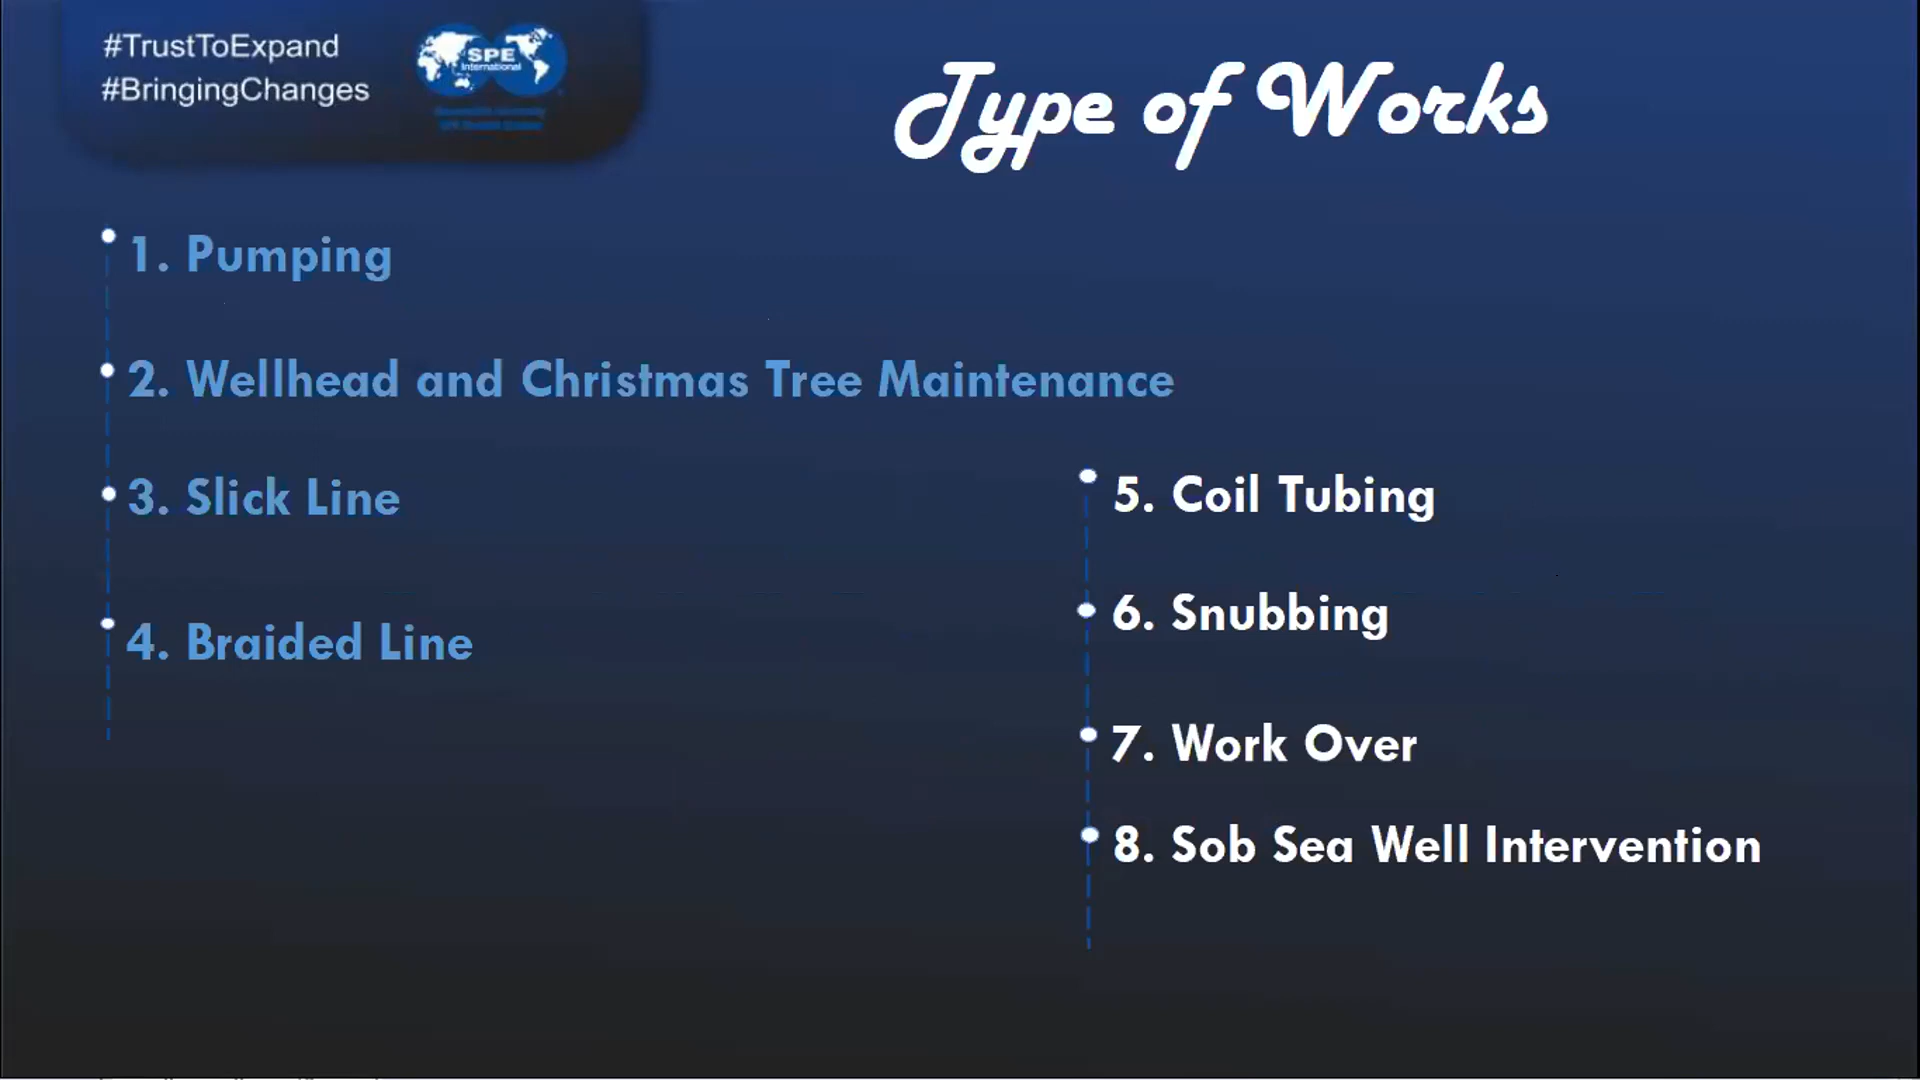 #TrustToExpand
#BringingChanges
SPE
International
Type of Works
1. Pumping
2. Wellhead and Christmas Tree Maintenance
3. Slick Line
4. Braided Line
5. Coil Tubing
6. Snubbing
7. Work Over
8. Sob Sea Well Intervention